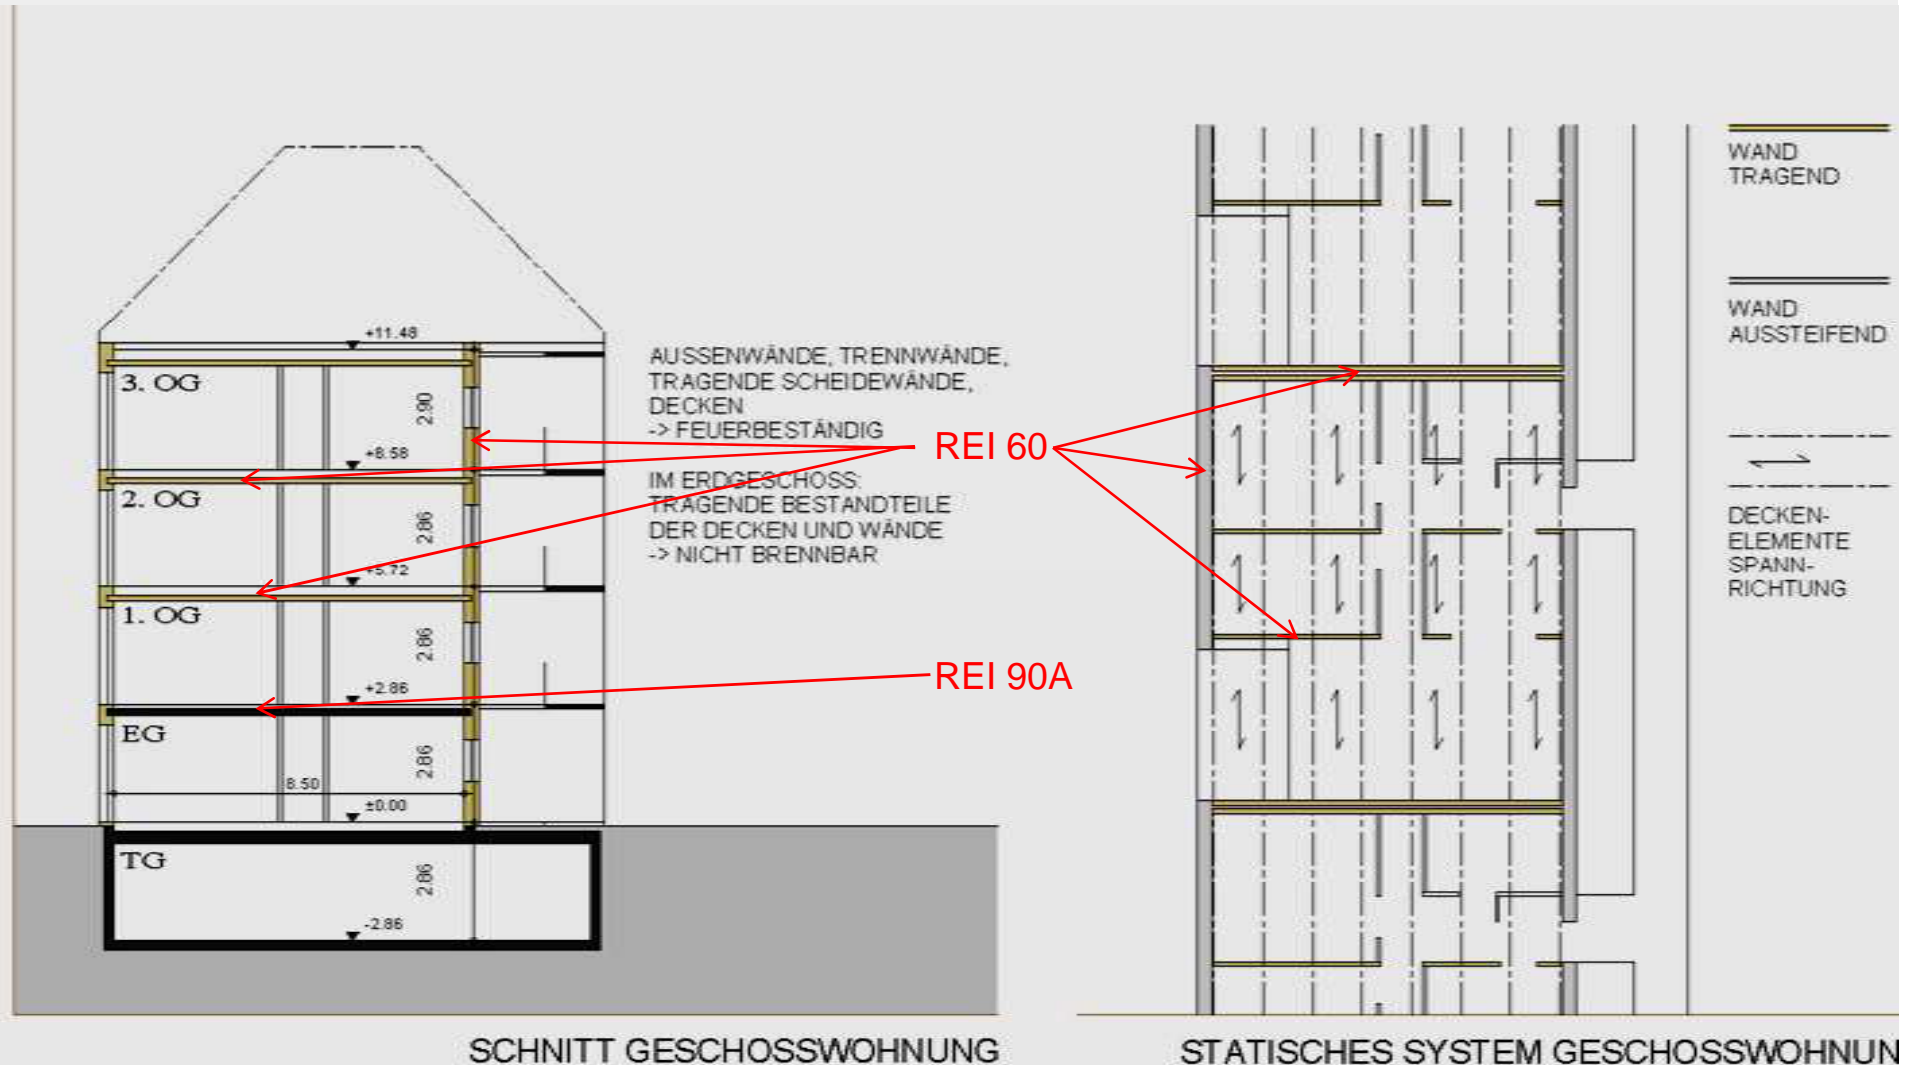 +11.48
3. OG
2.90
+8.58
2. OG
2.86
+5.72
1. OG
2.86
+2.86
EG
2.86
8.50
±0.00
TG
2.86
-2.86
AUSSENWÄNDE, TRENNWÄNDE,
TRAGENDE SCHEIDEWÄNDE,
DECKEN
-> FEUERBESTÄNDIG
IM ERDGESCHOSS:
TRAGENDE BESTANDTEILE
DER DECKEN UND WÄNDE
-> NICHT BRENNBAR
REI 60
REI 90A
WAND
TRAGEND
WAND
AUSSTEIFEND
DECKEN-
ELEMENTE
SPANN-
RICHTUNG
SCHNITT GESCHOSSWOHNUNG
STATISCHES SYSTEM GESCHOSSWOHNUN